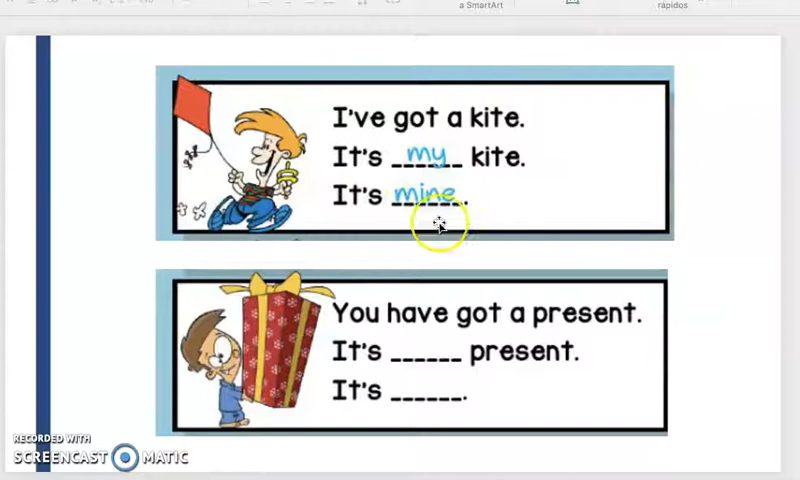 a SmartArt
rápidos
I've got a kite.
It's __my__ kite.
It's mine.
You have got a present.
It's ______ present.
It's ______.
RECORDED WITH
SCREENCAST MATIC